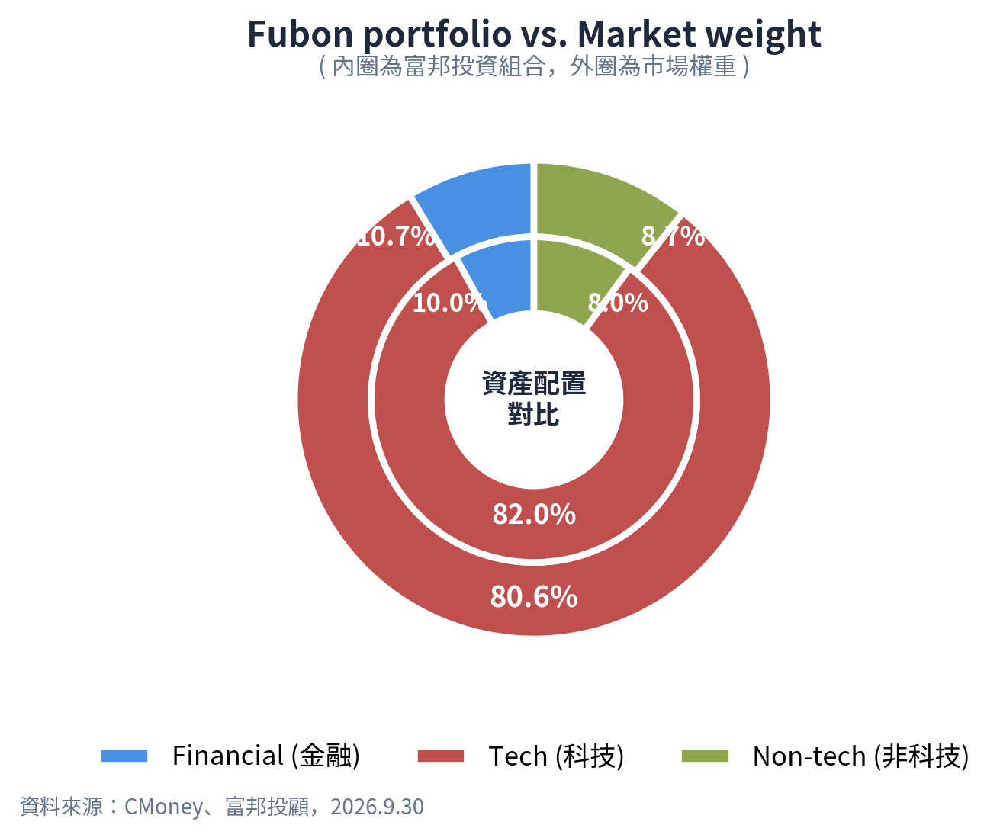 Fubon portfolio vs. Market weight
( 內圈為富邦投資組合，外圈為市場權重 )
10.7%
8.7%
10.0%
8.0%
資產配置
對比
82.0%
80.6%
Financial (金融)
Tech (科技)
Non-tech (非科技)
資料來源：CMoney、富邦投顧，2026.9.30